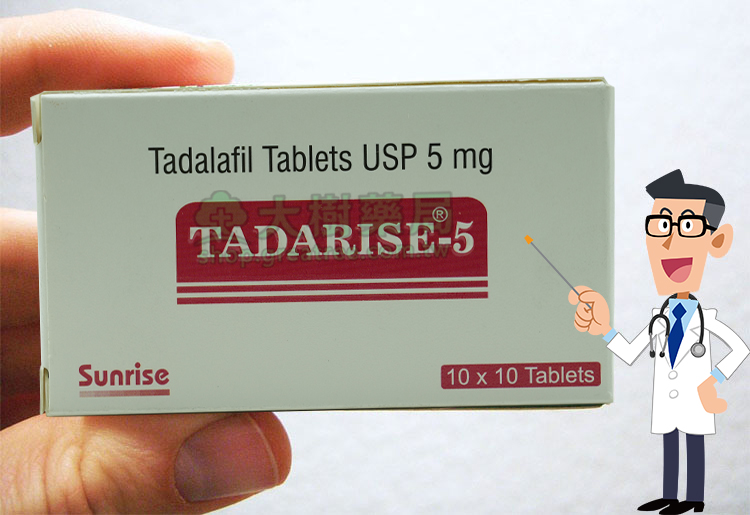 Tadalafil Tablets USP 5 mg
大樹藥局
TADARISE-5
®
Sunrise
10 x 10 Tablets